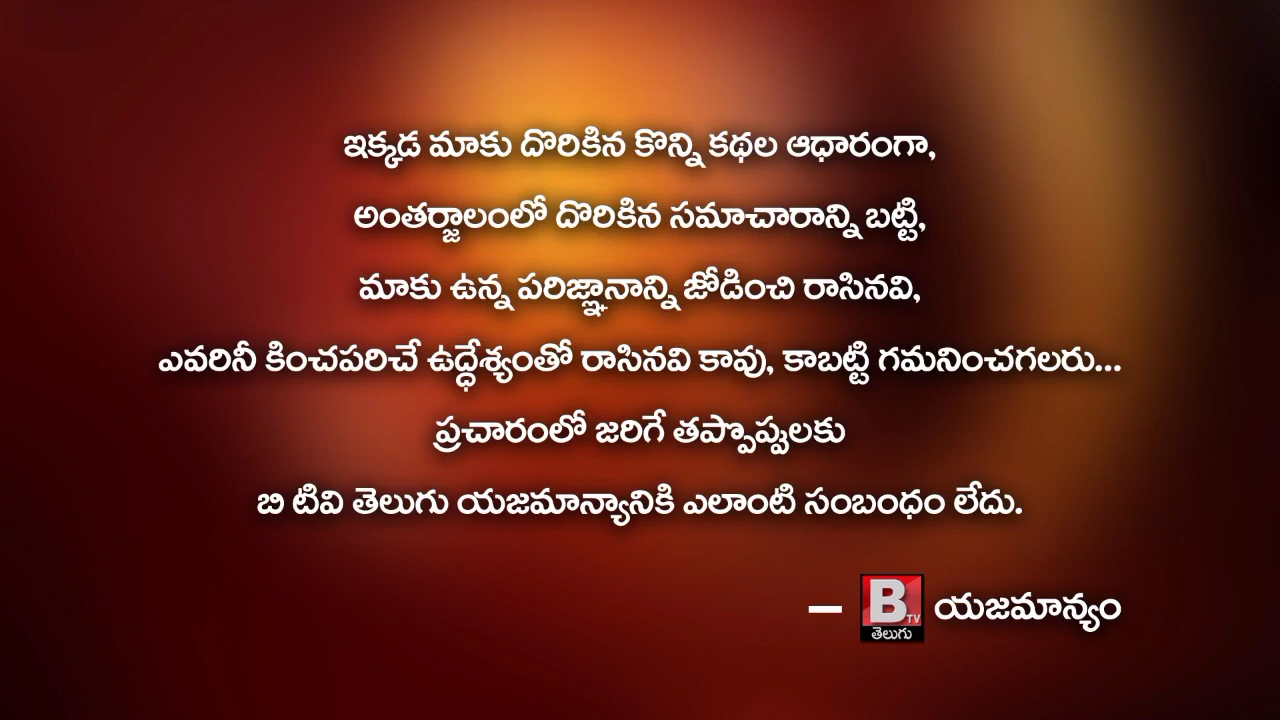 ఇక్కడ మాకు దొరికిన కొన్ని కథల ఆధారంగా,
అంతర్జాలంలో దొరికిన సమాచారాన్ని బట్టి,
మాకు ఉన్న పరిజ్ఞానాన్ని జోడించి రాసినవి,
ఎవరినీ కించపరిచే ఉద్ధేశ్యంతో రాసినవి కావు, కాబట్టి గమనించగలరు...
ప్రచారంలో జరిగే తప్పొప్పులకు
బి టివి తెలుగు యజమాన్యానికి ఎలాంటి సంబంధం లేదు.
– B TV తెలుగు యజమాన్యం